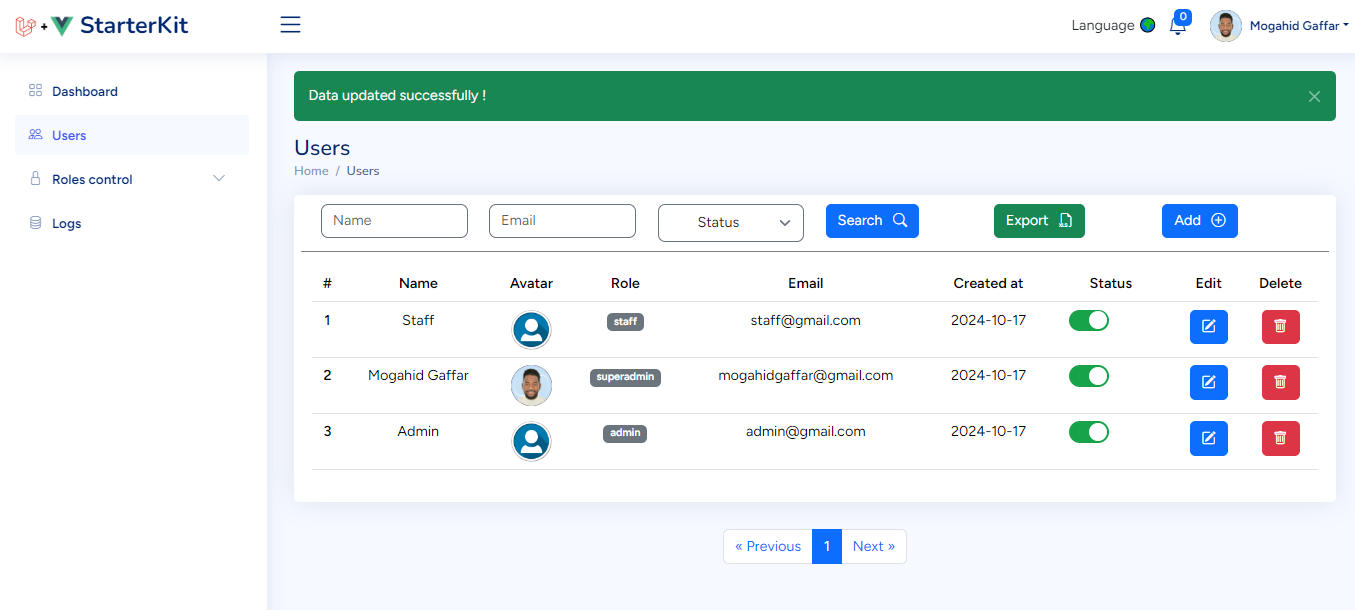 + StarterKit
Language 0 Mogahid Gaffar
Dashboard
Users
Roles control
Logs
Data updated successfully !
Users
Home / Users
Name Email Status Search Export Add
# Name Avatar Role Email Created at Status Edit Delete
1 Staff staff staff@gmail.com 2024-10-17
2 Mogahid Gaffar superadmin mogahidgaffar@gmail.com 2024-10-17
3 Admin admin admin@gmail.com 2024-10-17
« Previous 1 Next »